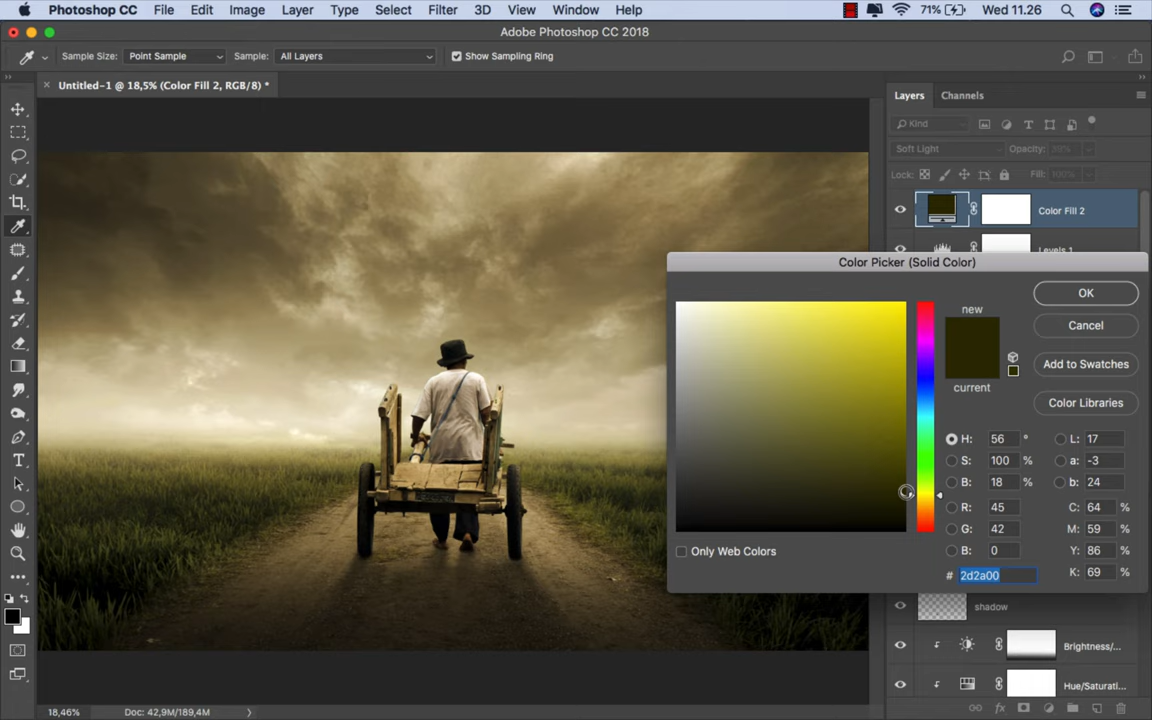 Photoshop CC File Edit Image Layer Type Select Filter 3D View Window Help 71% Wed 11.26
Adobe Photoshop CC 2018
Sample Size: Point Sample Sample: All Layers Show Sampling Ring
Untitled-1 @ 18,5% (Color Fill 2, RGB/8) *
Layers Channels
Kind
Soft Light Opacity:
Lock: Fill: 100%
Color Fill 2
Levels 1
Color Picker (Solid Color)
new
current
OK
Cancel
Add to Swatches
Color Libraries
H: 56 ° L: 17
S: 100 % a: -3
B: 18 % b: 24
R: 45 C: 64 %
G: 42 M: 59 %
B: 0 Y: 86 %
# 2d2a00 K: 69 %
Only Web Colors
shadow
Brightness/...
Hue/Saturati...
18,46% Doc: 42,9M/189,4M